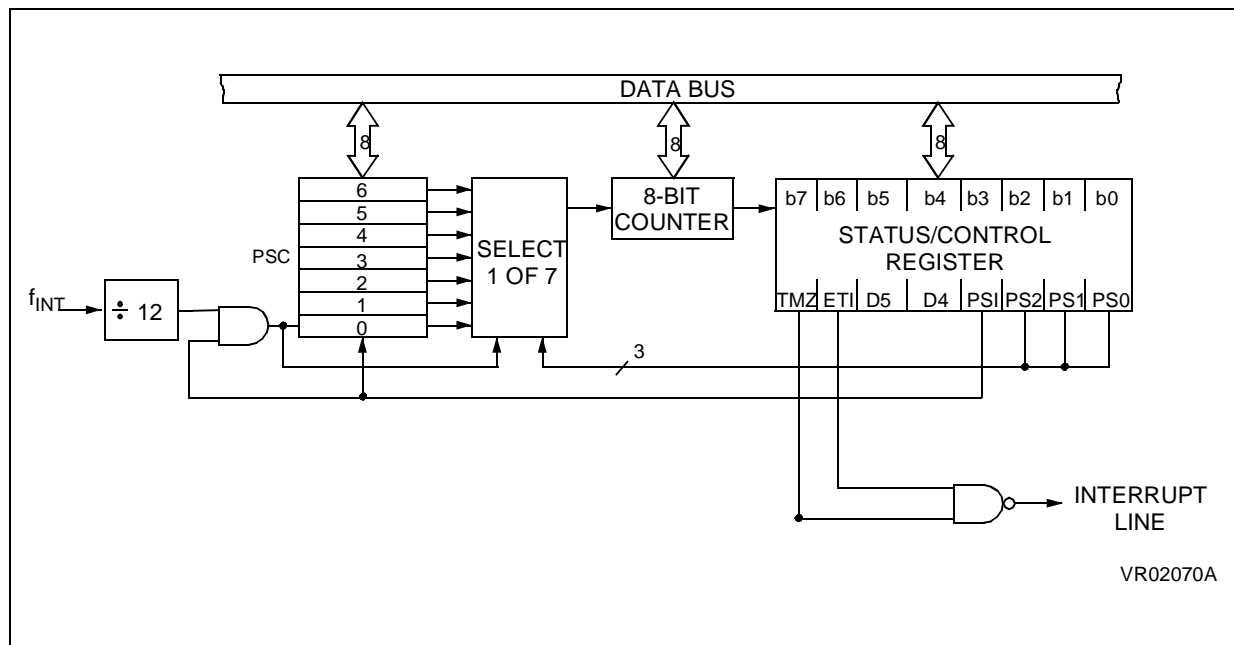 DATA BUS
8
8
8
6
5
4
3
2
1
0
PSC
SELECT
1 OF 7
8-BIT
COUNTER
b7 b6 b5 b4 b3 b2 b1 b0
STATUS/CONTROL
REGISTER
TMZ ETI D5 D4 PSI PS2 PS1 PS0
fINT
÷ 12
3
INTERRUPT
LINE
VR02070A